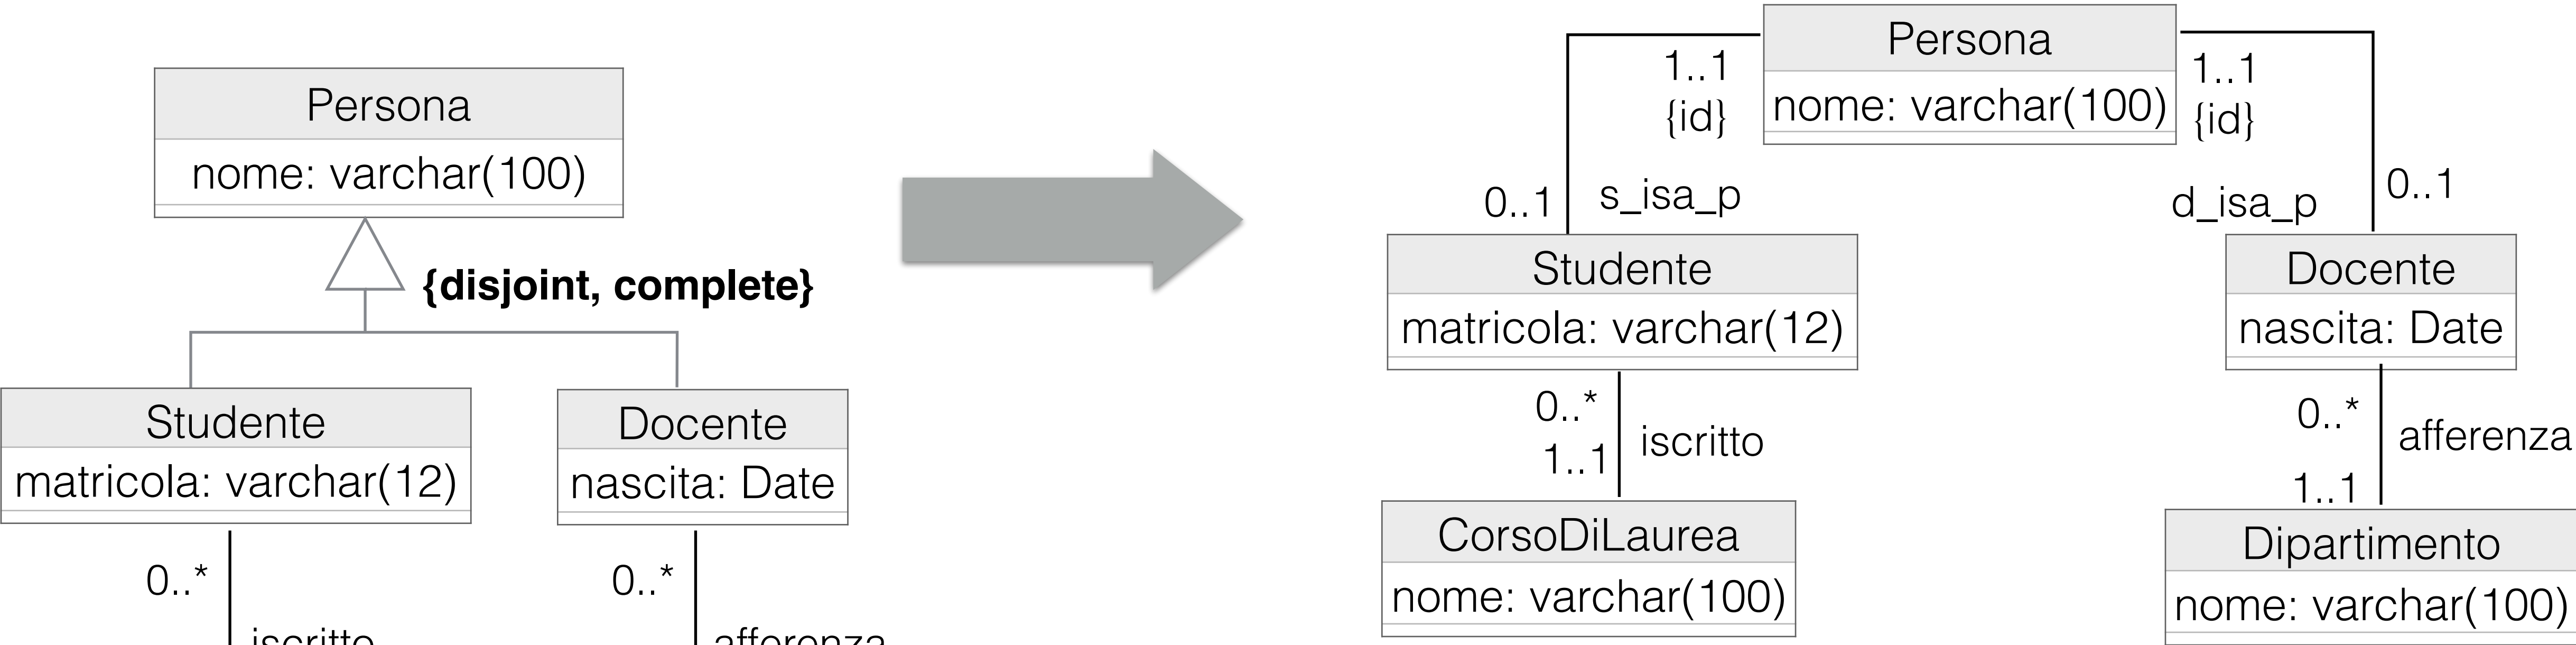 Persona
nome: varchar(100)
{disjoint, complete}
Studente
matricola: varchar(12)
Docente
nascita: Date
0..*
iscritto
0..*
afferenza
Persona
nome: varchar(100)
1..1
{id}
1..1
{id}
0..1
s_isa_p
d_isa_p
0..1
Studente
matricola: varchar(12)
Docente
nascita: Date
0..*
1..1
iscritto
0..*
1..1
afferenza
CorsoDiLaurea
nome: varchar(100)
Dipartimento
nome: varchar(100)